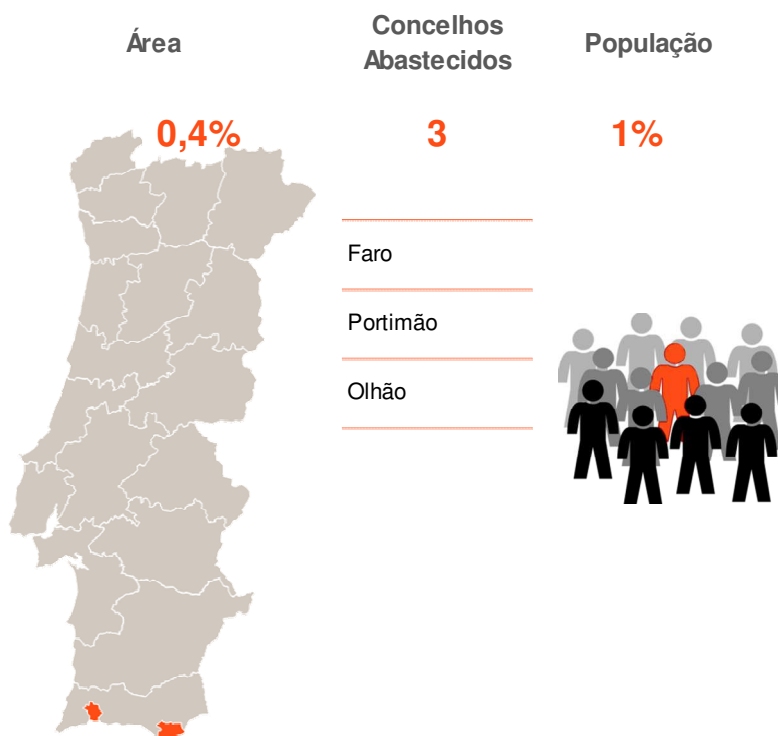 Área
Concelhos
Abastecidos
População
0,4%
3
1%
Faro
Portimão
Olhão